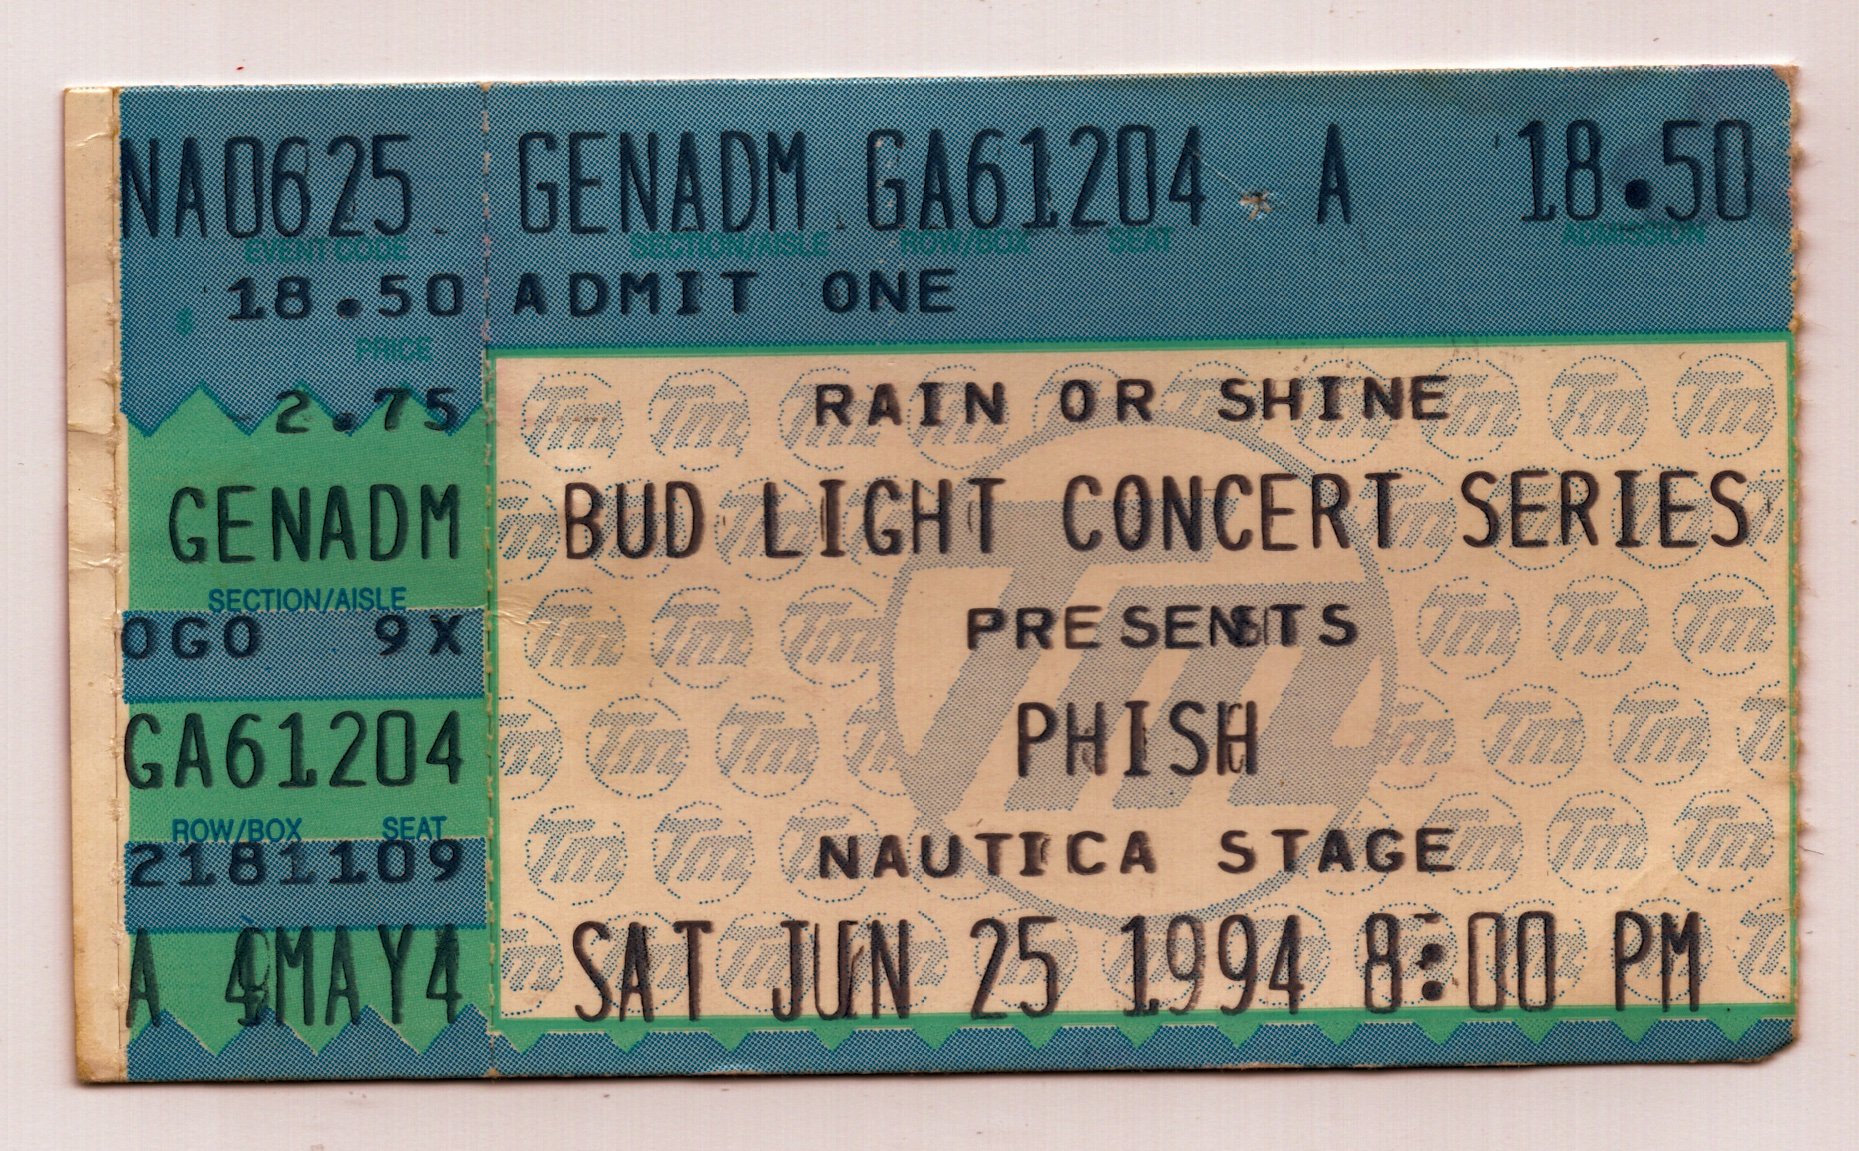 NA0625 GENADM GA61204 A 18.50
EVENT CODE SECTION/AISLE ROW/BOX SEAT ADMISSION
18.50 ADMIT ONE
PRICE
2.75 RAIN OR SHINE
GENADM BUD LIGHT CONCERT SERIES
SECTION/AISLE
OGO 9X PRESENTS
GA61204 PHISH
ROW/BOX SEAT
2181109 NAUTICA STAGE
A 4MAY4 SAT JUN 25 1994 8:00 PM